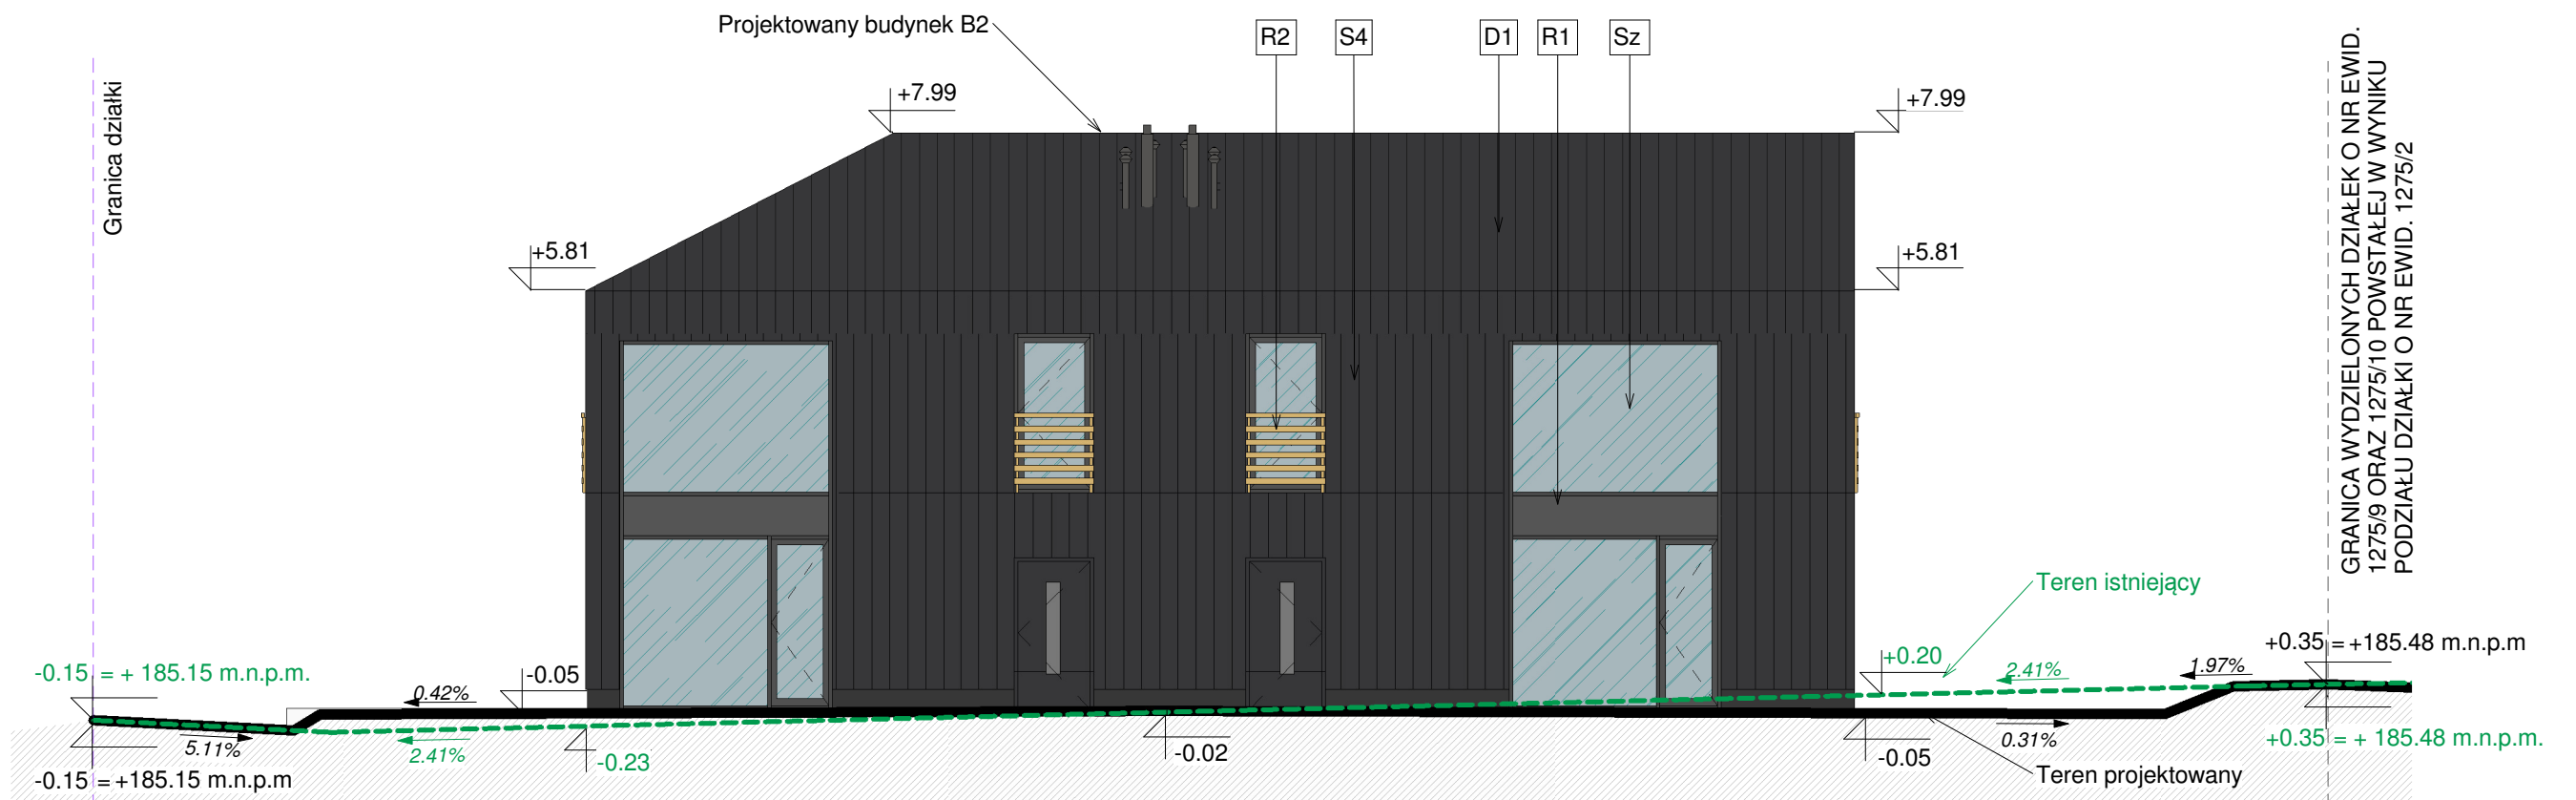 Projektowany budynek B2
R2
S4
D1
R1
Sz
+7.99
+7.99
Granica działki
GRANICA WYDZIELONYCH DZIAŁEK O NR EWID.
1275/9 ORAZ 1275/10 POWSTAŁEJ W WYNIKU
PODZIAŁU DZIAŁKI O NR EWID. 1275/2
+5.81
+5.81
Teren istniejący
+0.35 = +185.48 m.n.p.m
-0.15 = + 185.15 m.n.p.m.
-0.05
0.42%
+0.20
2.41%
1.97%
5.11%
2.41%
-0.23
-0.02
-0.05
0.31%
+0.35 = + 185.48 m.n.p.m.
-0.15 = +185.15 m.n.p.m
Teren projektowany